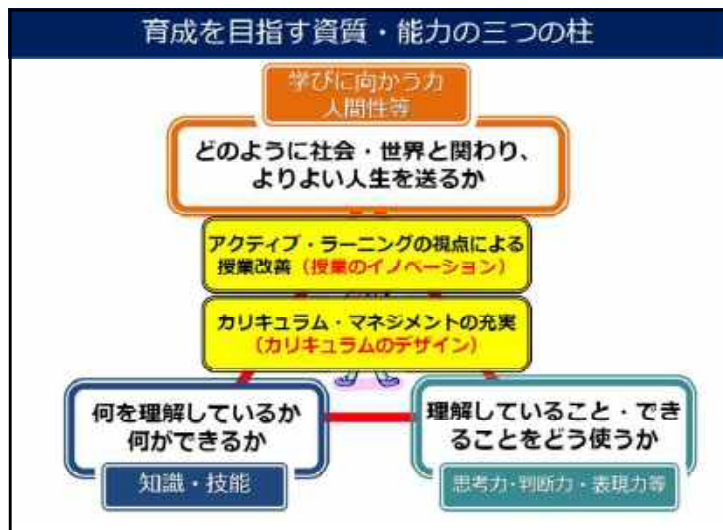 育成を目指す資質・能力の三つの柱
学びに向かう力
人間性等
どのように社会・世界と関わり、
よりよい人生を送るか
アクティブ・ラーニングの視点による
授業改善(授業のイノベーション)
カリキュラム・マネジメントの充実
(カリキュラムのデザイン)
何を理解しているか
何ができるか
知識・技能
理解していること・でき
ることをどう使うか
思考力・判断力・表現力等